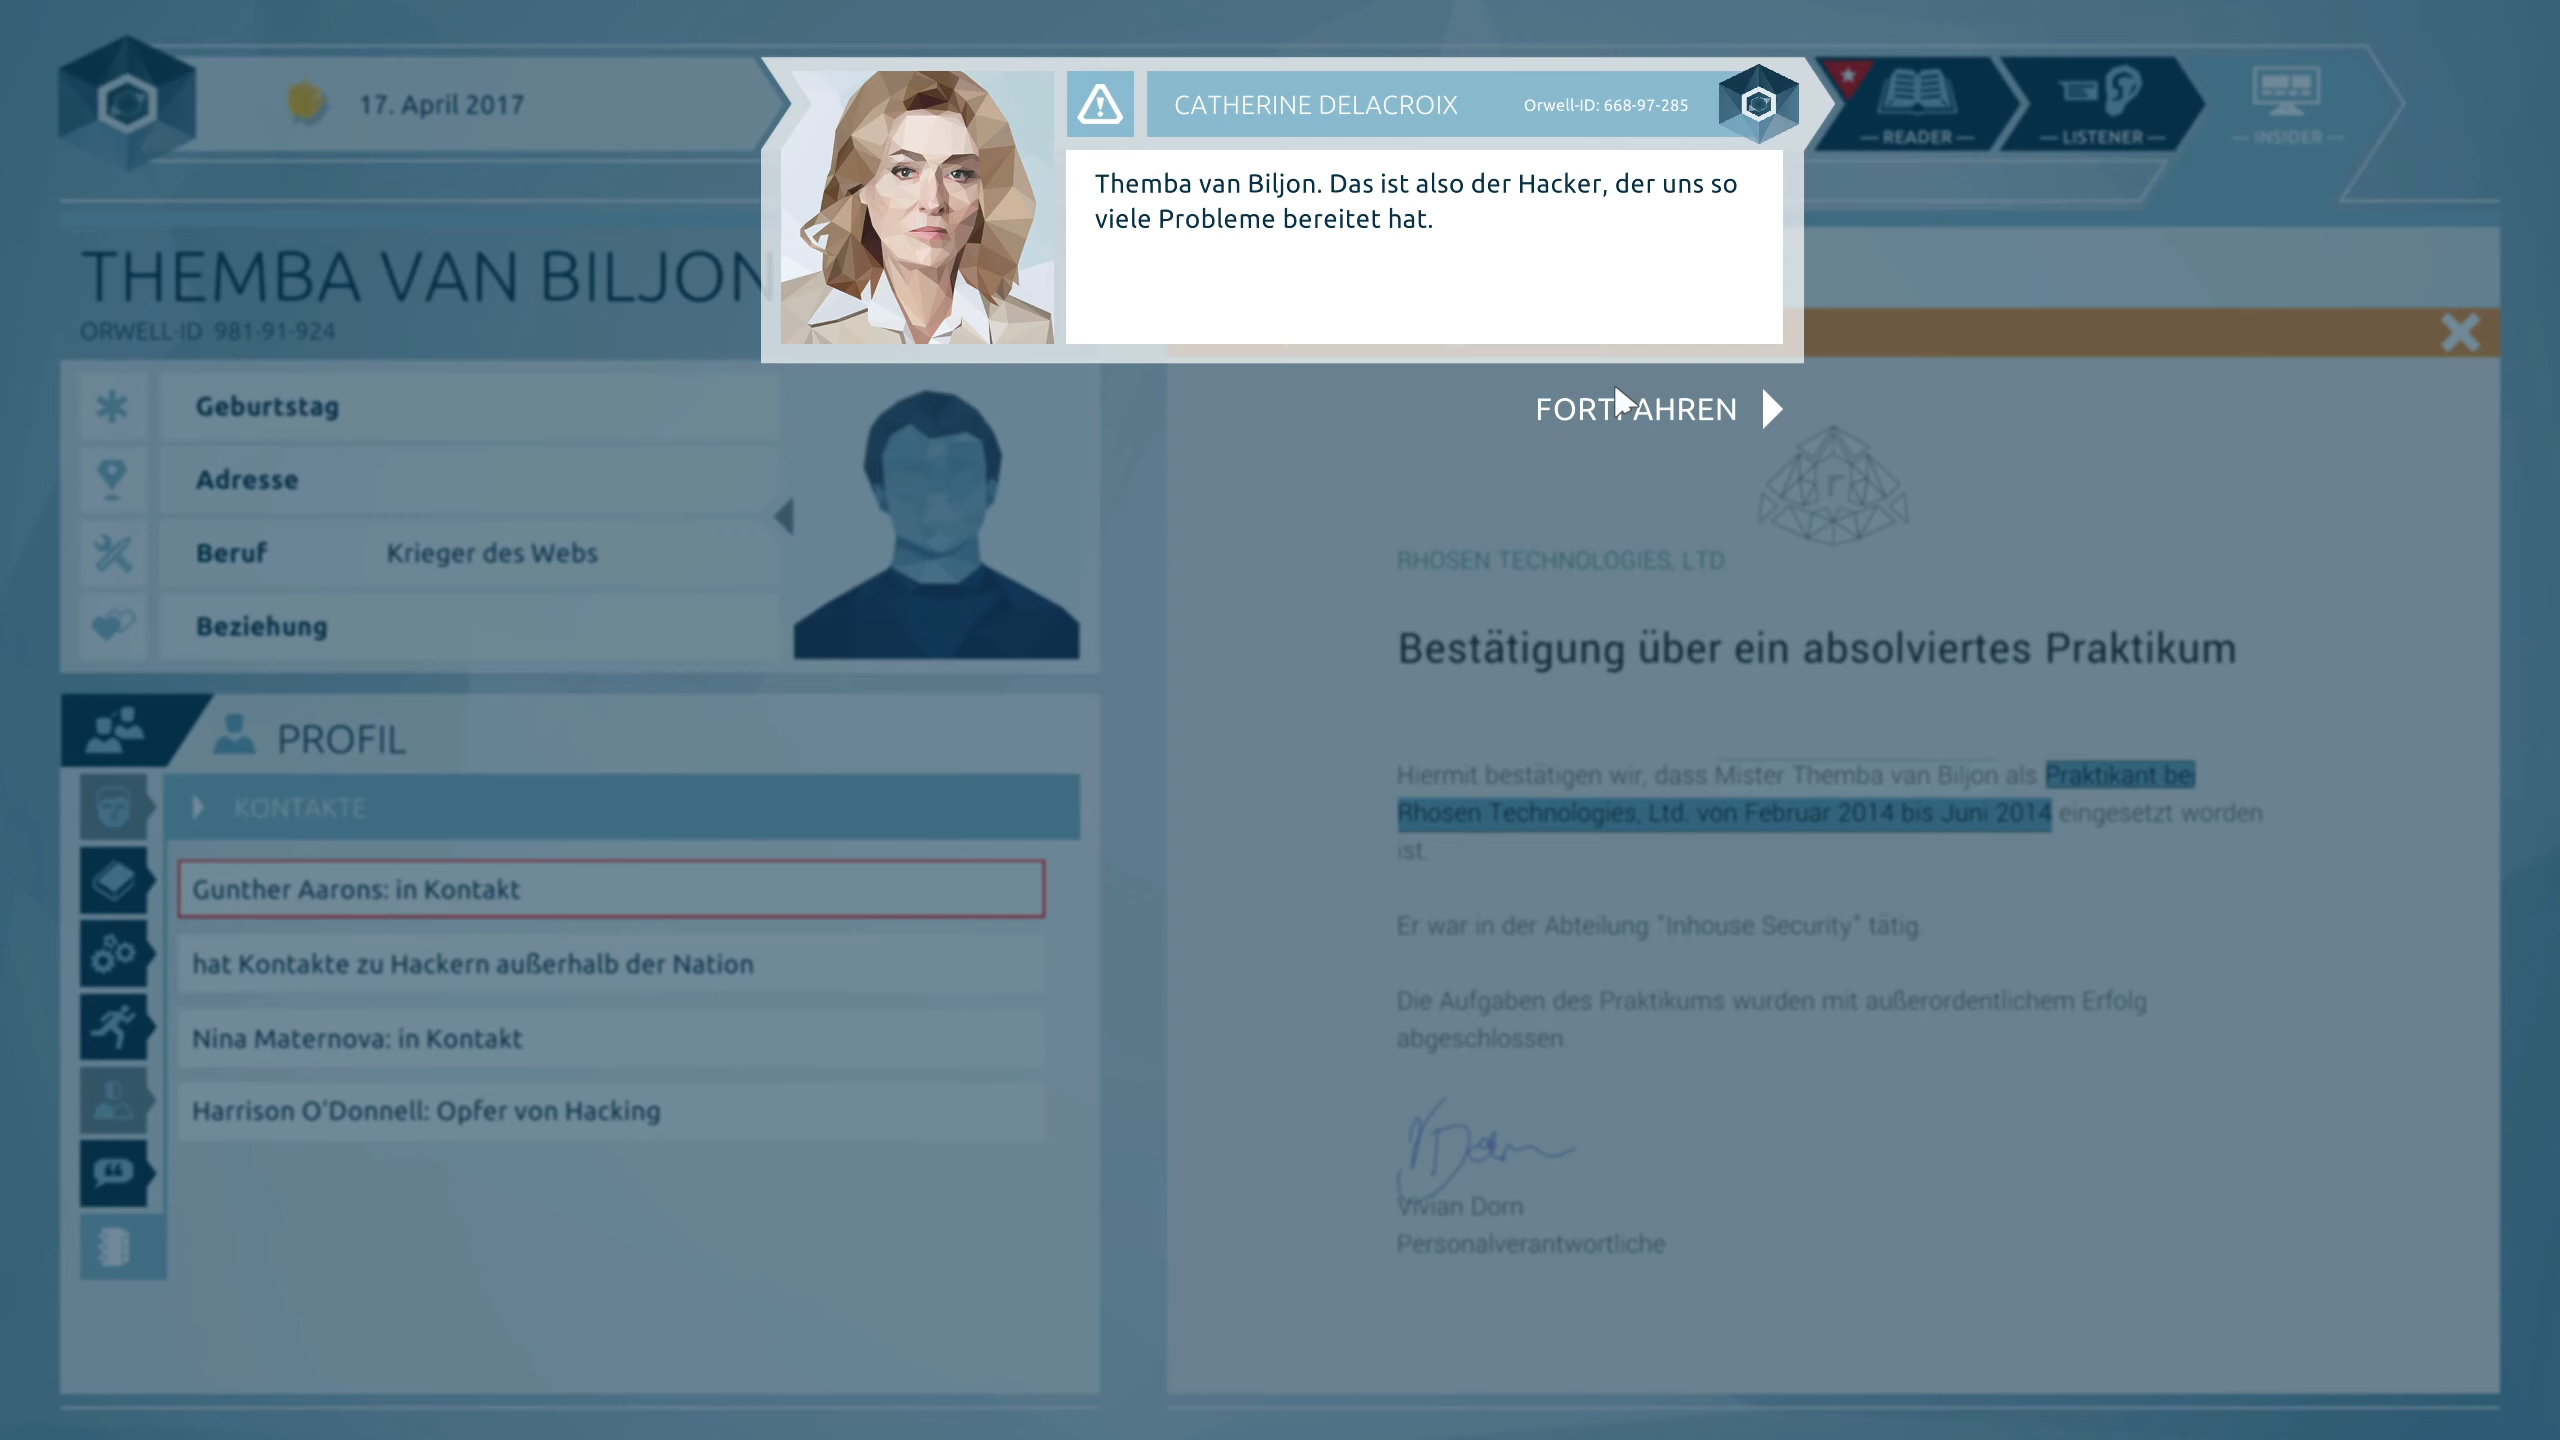 17. April 2017
CATHERINE DELACROIX
Orwell-ID: 668-97-285
Themba van Biljon. Das ist also der Hacker, der uns so
viele Probleme bereitet hat.
FORTFAHREN
READER
LISTENER
INSIDER
THEMBA VAN BILJON
ORWELL-ID 981-91-924
Geburtstag
Adresse
Beruf
Krieger des Webs
Beziehung
PROFIL
KONTAKTE
Gunther Aarons: in Kontakt
hat Kontakte zu Hackern außerhalb der Nation
Nina Maternova: in Kontakt
Harrison O'Donnell: Opfer von Hacking
r
RHOSEN TECHNOLOGIES, LTD
Bestätigung über ein absolviertes Praktikum
Hiermit bestätigen wir, dass Mister Themba van Biljon als Praktikant bei
Rhosen Technologies, Ltd. von Februar 2014 bis Juni 2014 eingesetzt worden
ist.
Er war in der Abteilung "Inhouse Security" tätig.
Die Aufgaben des Praktikums wurden mit außerordentlichem Erfolg
abgeschlossen.
VDorn
Vivian Dorn
Personalverantwortliche